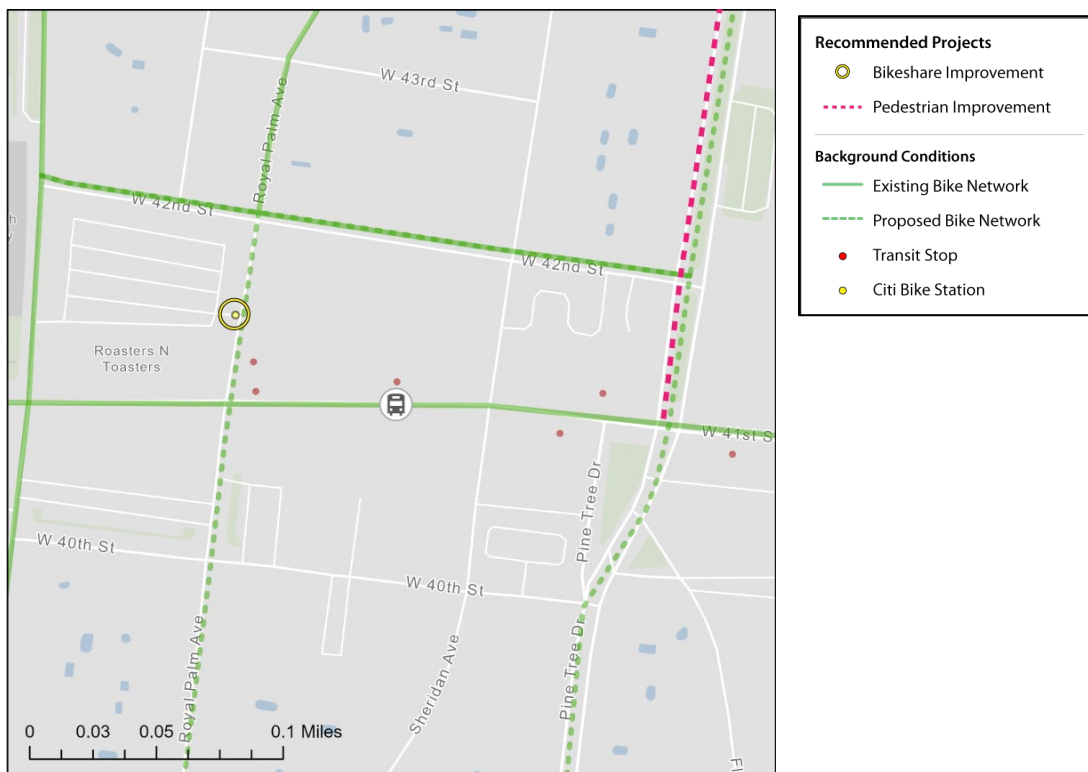 W 43rd St
Royal Palm Ave
W 42nd St
W 42nd St
Roasters N
Toasters
W 41st S
W 40th St
W 40th St
Pine Tree Dr
Royal Palm Ave
Sheridan Ave
Pine Tree Dr
Fl
0 0.03 0.05 0.1 Miles
Recommended Projects
Bikeshare Improvement
Pedestrian Improvement
Background Conditions
Existing Bike Network
Proposed Bike Network
Transit Stop
Citi Bike Station